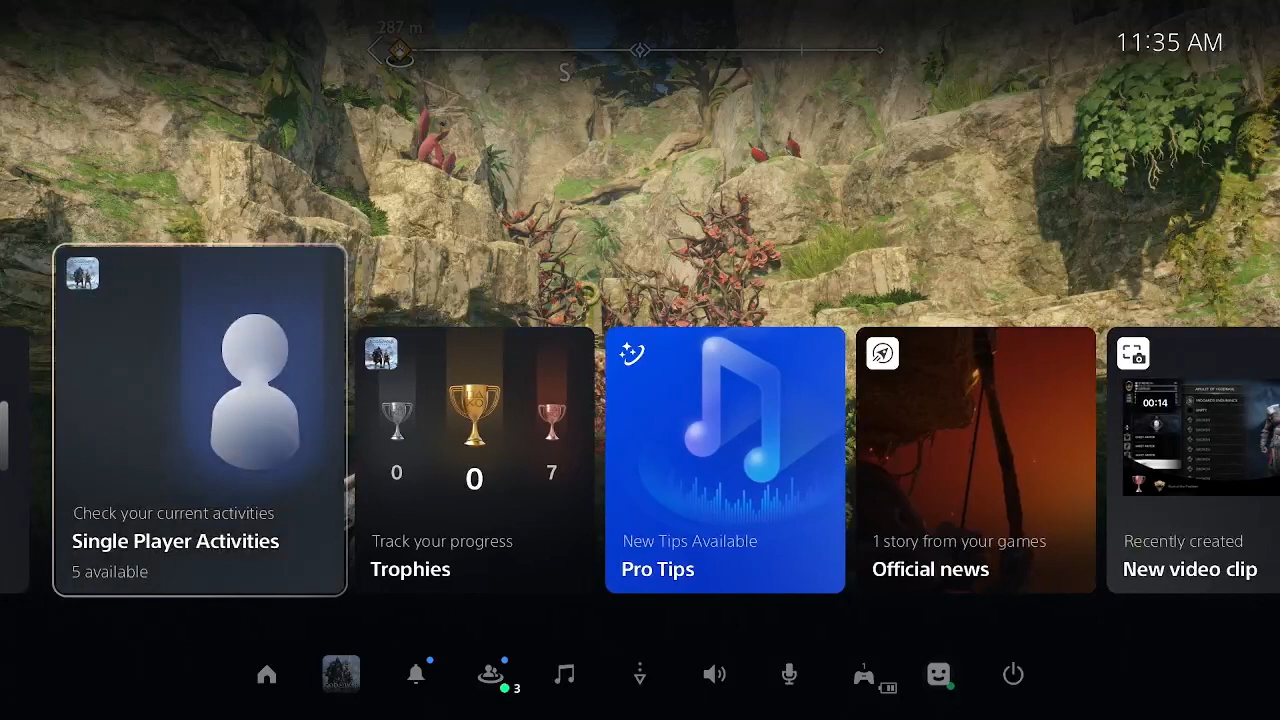 287 m
S
11:35 AM
Check your current activities
Single Player Activities
5 available
0
0
7
Track your progress
Trophies
New Tips Available
Pro Tips
1 story from your games
Official news
00:14
Recently created
New video clip
3
1